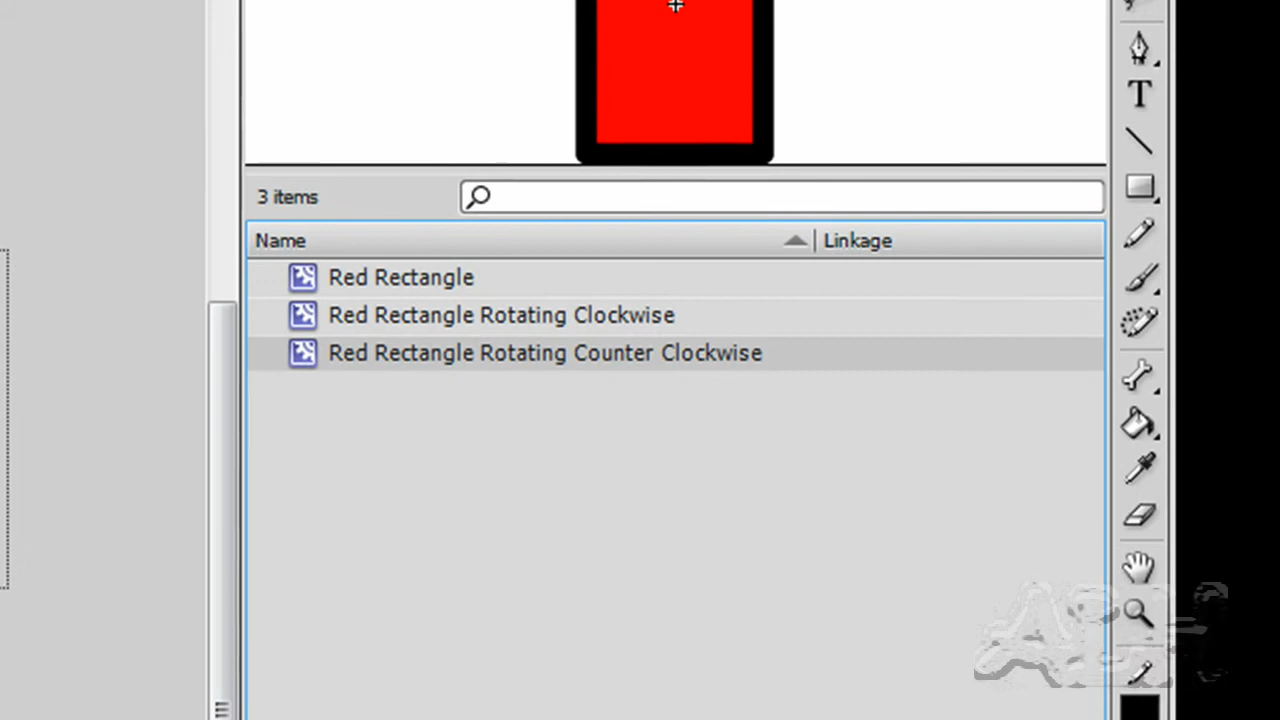 3 items
Name Linkage
Red Rectangle
Red Rectangle Rotating Clockwise
Red Rectangle Rotating Counter Clockwise